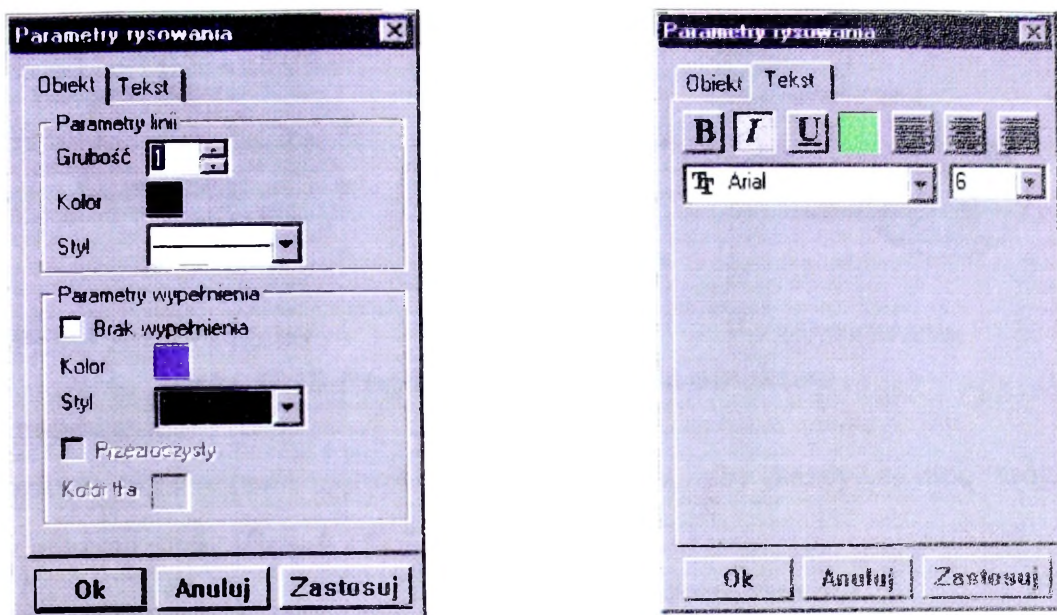 Parametry rysowania
Obiekt Tekst
Parametry linii
Grubość 1
Kolor
Styl
Parametry wypełnienia
Brak wypełnienia
Kolor
Styl
Przezroczysty
Kolor tła
Ok Anuluj Zastosuj
Parametry rysowania
Obiekt Tekst
B I U
Arial 6
Ok Anuluj Zastosuj